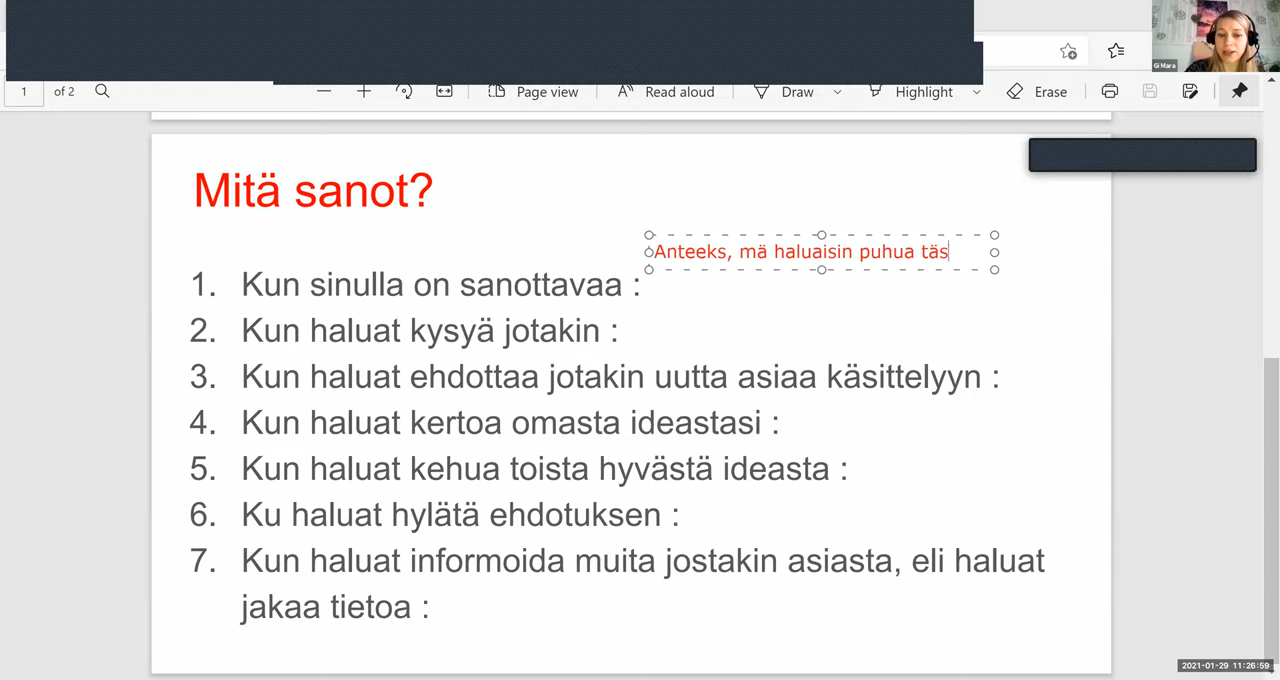 Gi Mara
1 of 2 Page view Read aloud Draw Highlight Erase
Mitä sanot?
Anteeks, mä haluaisin puhua täs
1. Kun sinulla on sanottavaa :
2. Kun haluat kysyä jotakin :
3. Kun haluat ehdottaa jotakin uutta asiaa käsittelyyn :
4. Kun haluat kertoa omasta ideastasi :
5. Kun haluat kehua toista hyvästä ideasta :
6. Ku haluat hylätä ehdotuksen :
7. Kun haluat informoida muita jostakin asiasta, eli haluat
jakaa tietoa :
2021-01-29 11:26:59